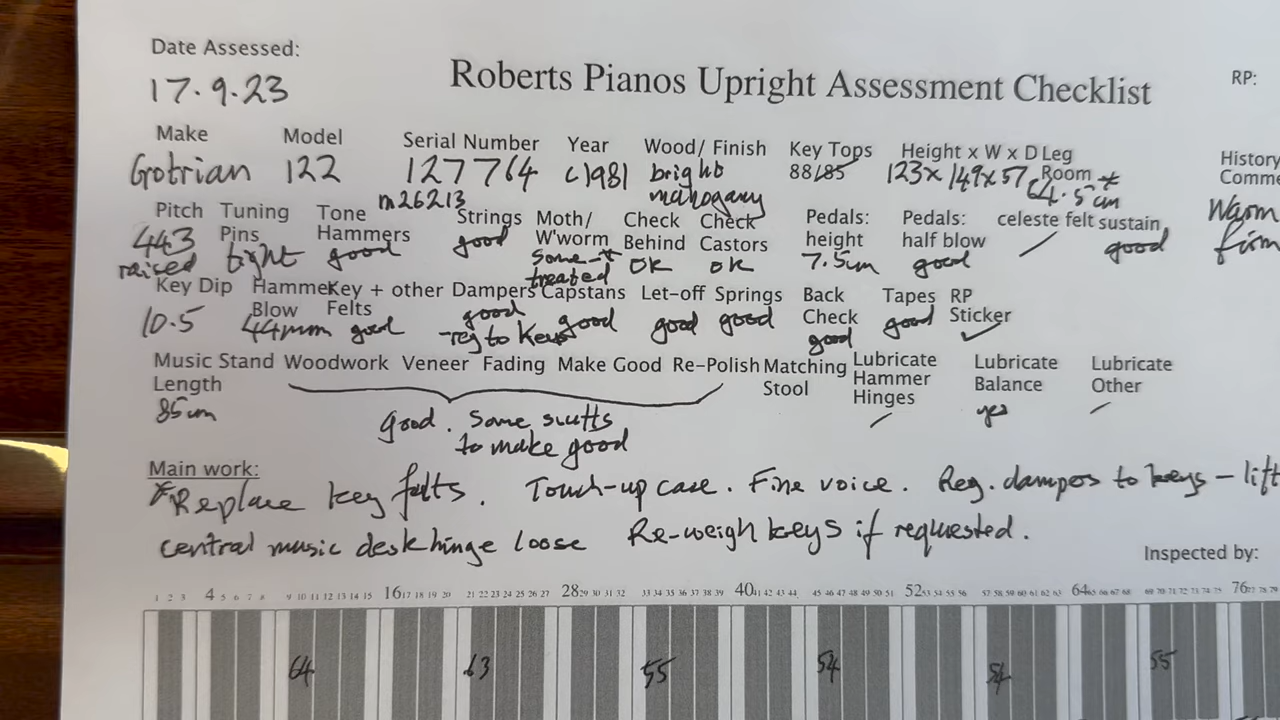 Date Assessed:
17.9.23
Roberts Pianos Upright Assessment Checklist
RP:
Make Model Serial Number Year Wood/ Finish Key Tops Height x W x D Leg Room
Gotrian 122 127764 c1981 bright mahogany 88/85 123x 149x57 64.5cm
m26213
History
Comme
Warm
firm
Pitch Tuning Pins Tone Hammers Strings Moth/ W'worm Check Behind Check Castors Pedals: height Pedals: half blow celeste felt sustain
443 raised tight good good some-t treated OK OK 7.5cm good / good
Key Dip Hammer Blow Key + other Felts Dampers Capstans Let-off Springs Back Check Tapes RP Sticker
10.5 44mm good good -reg to keys good good good good good ✓
Music Stand Length Woodwork Veneer Fading Make Good Re-Polish Matching Stool Lubricate Hammer Hinges Lubricate Balance Lubricate Other
85cm good. Some scuffs to make good / yes /
Main work:
*Replace key felts. Touch-up case. Fine voice. Reg. dampers to keys – lift
central music desk hinge loose Re-weigh keys if requested.
Inspected by:
1 2 3 4 5 6 7 8 9 10 11 12 13 14 15 16 17 18 19 20 21 22 23 24 25 26 27 28 29 30 31 32 33 34 35 36 37 38 39 40 41 42 43 44 45 46 47 48 49 50 51 52 53 54 55 56 57 58 59 60 61 62 63 64 65 66 67 68 69 70 71 72 73 74 75 76 77 78 79
64 63 55 54 54 55